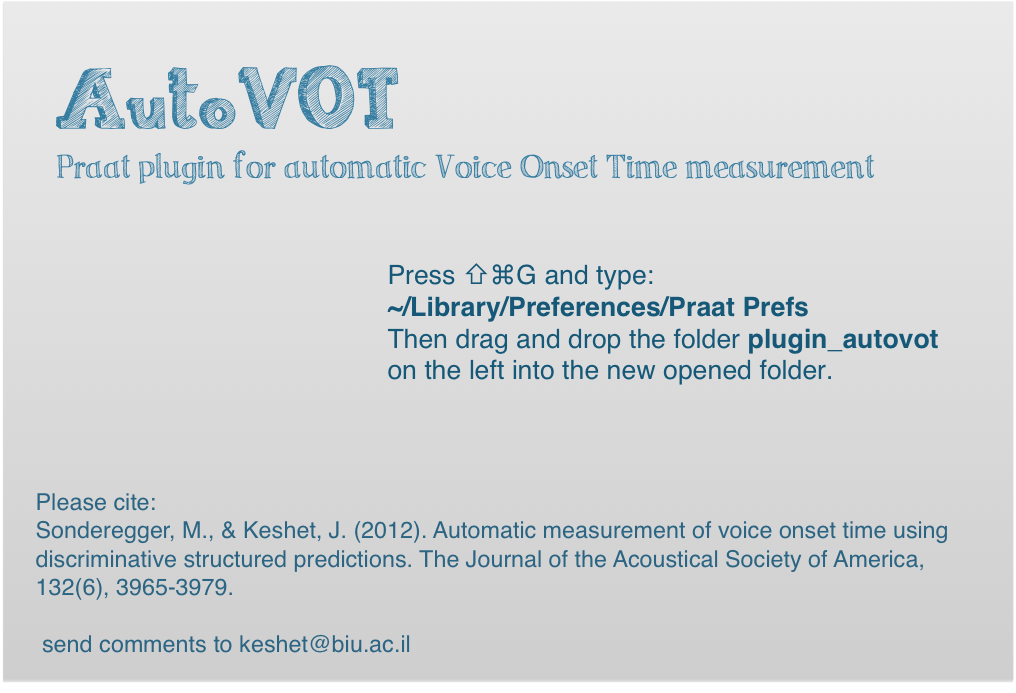 AutoVOT
Praat plugin for automatic Voice Onset Time measurement
Press ⇧⌘G and type:
~/Library/Preferences/Praat Prefs
Then drag and drop the folder plugin_autovot
on the left into the new opened folder.
Please cite:
Sonderegger, M., & Keshet, J. (2012). Automatic measurement of voice onset time using
discriminative structured predictions. The Journal of the Acoustical Society of America,
132(6), 3965-3979.
send comments to keshet@biu.ac.il